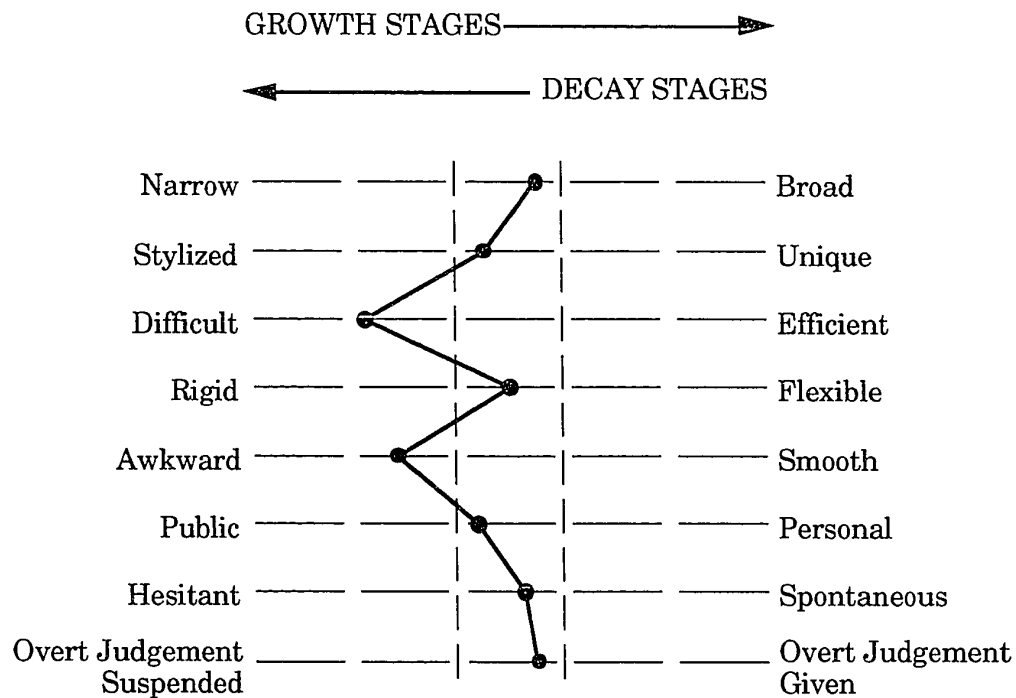 GROWTH STAGES
DECAY STAGES
Narrow Broad
Stylized Unique
Difficult Efficient
Rigid Flexible
Awkward Smooth
Public Personal
Hesitant Spontaneous
Overt Judgement Overt Judgement
Suspended Given